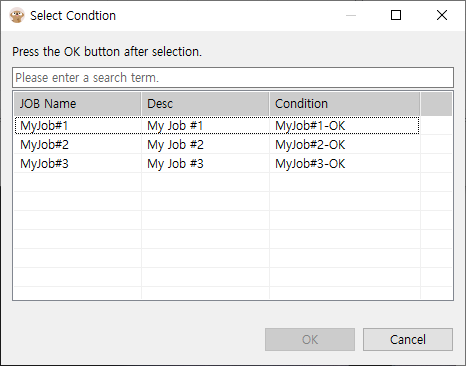 Select Condtion
Press the OK button after selection.
Please enter a search term.
JOB Name Desc Condition
MyJob#1 My Job #1 MyJob#1-OK
MyJob#2 My Job #2 MyJob#2-OK
MyJob#3 My Job #3 MyJob#3-OK
OK Cancel